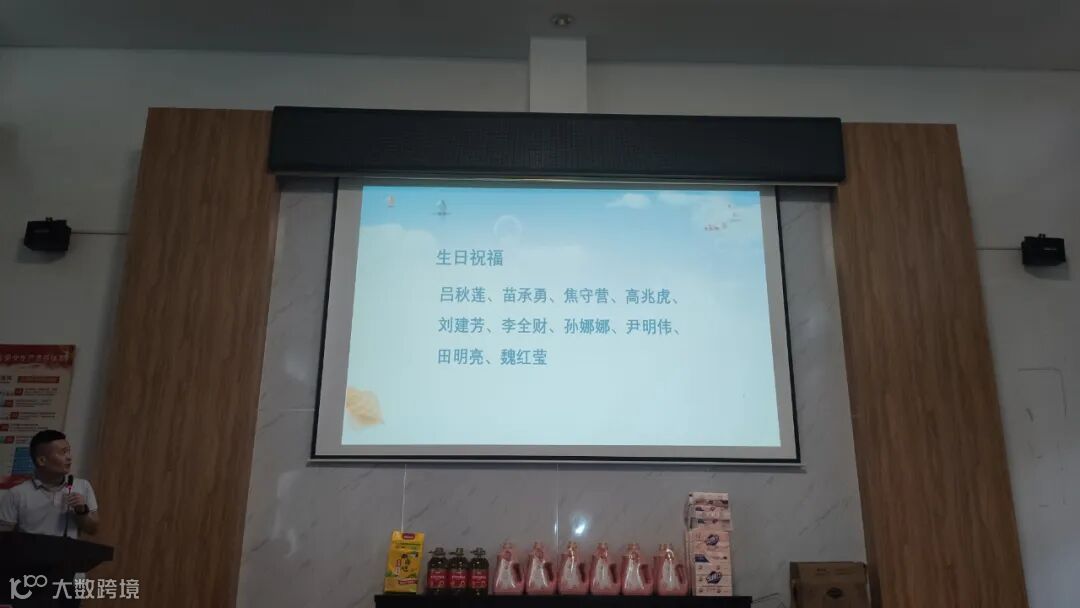 生日祝福
吕秋莲、苗承勇、焦守营、高兆虎、
刘建芳、李全财、孙娜娜、尹明伟、
田明亮、魏红莹
大数跨境